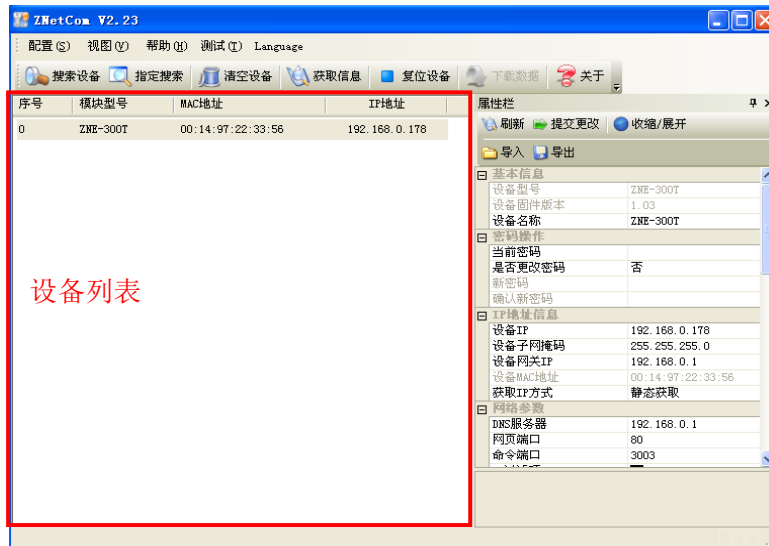 ZNetCom V2.23
配置(S) 视图(V) 帮助(H) 测试(T) Language
搜索设备 指定搜索 清空设备 获取信息 复位设备 下载数据 关于
序号 模块型号 MAC地址 IP地址
0 ZNE-300T 00:14:97:22:33:56 192.168.0.178
设备列表
属性栏
刷新 提交更改 收缩/展开
导入 导出
基本信息
设备型号 ZNE-300T
设备固件版本 1.03
设备名称 ZNE-300T
密码操作
当前密码
是否更改密码 否
新密码
确认新密码
IP地址信息
设备IP 192.168.0.178
设备子网掩码 255.255.255.0
设备网关IP 192.168.0.1
设备MAC地址 00:14:97:22:33:56
获取IP方式 静态获取
网络参数
DNS服务器 192.168.0.1
网页端口 80
命令端口 3003